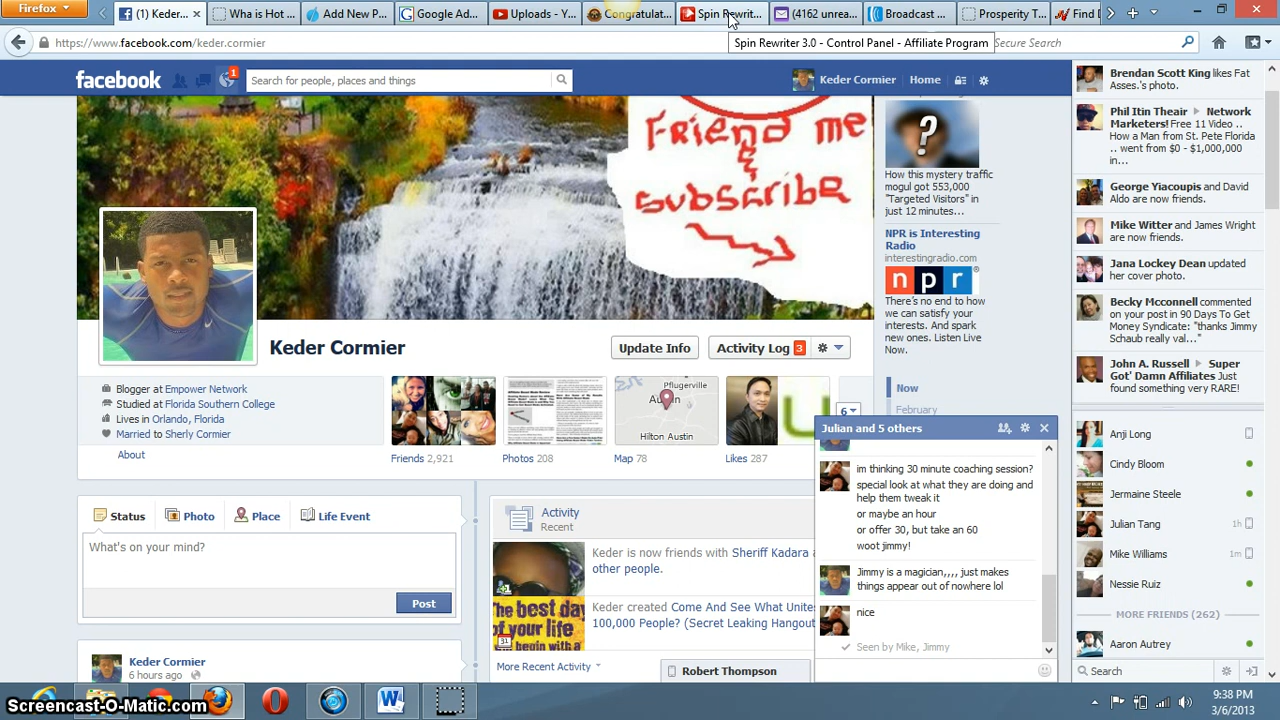 Firefox
Keder...
Wha is Hot ...
Add New P...
Google Ad...
Uploads - Y...
Congratulat...
Spin Rewrit...
(4162 unrea...
Broadcast ...
Prosperity T...
Find
https://www.facebook.com/keder.cormier
Spin Rewriter 3.0 - Control Panel - Affiliate Program
Secure Search
facebook
1
Search for people, places and things
Keder Cormier
Home
Friend me
&
subscribe
?
How this mystery traffic
mogul got 553,000
"Targeted Visitors" in
just 12 minutes...
NPR is Interesting
Radio
interestingradio.com
n p r
There's no end to how
we can satisfy your
interests. And spark
new ones. Listen Live
Now.
Keder Cormier
Update Info
Activity Log 3
Blogger at Empower Network
Studied at Florida Southern College
Lives in Orlando, Florida
Married to Sherly Cormier
About
Friends 2,921
Photos 208
Pflugerville
Austin
Hilton Austin
Map 78
Likes 287
6
Now
February
Status
Photo
Place
Life Event
What's on your mind?
Post
Keder Cormier
6 hours ago
Activity
Recent
Keder is now friends with Sheriff Kadara a
other people.
Keder created Come And See What Unites
100,000 People? (Secret Leaking Hangout
The best day
of your life
begin with a
31
More Recent Activity
Robert Thompson
Julian and 5 others
im thinking 30 minute coaching session?
special look at what they are doing and
help them tweak it
or maybe an hour
or offer 30, but take an 60
woot jimmy!
Jimmy is a magician,,,, just makes
things appear out of nowhere lol
nice
Seen by Mike, Jimmy
Brendan Scott King likes Fat
Asses.'s photo.
Phil Itin Theair Network
Marketers! Free 11 Video ..
How a Man from St. Pete Florida
.. went from $0 - $1,000,000
in...
George Yiacoupis and David
Aldo are now friends.
Mike Witter and James Wright
are now friends.
Jana Lockey Dean updated
her cover photo.
Becky Mcconnell commented
on your post in 90 Days To Get
Money Syndicate: "thanks Jimmy
Schaub really val..."
John A. Russell Super
Get' Damn Affiliates Just
found something very RARE!
Anji Long
Cindy Bloom
Jermaine Steele
Julian Tang
1h
Mike Williams
1m
Nessie Ruiz
MORE FRIENDS (262)
Aaron Autrey
Search
Screencast-O-Matic.com
9:38 PM
3/6/2013